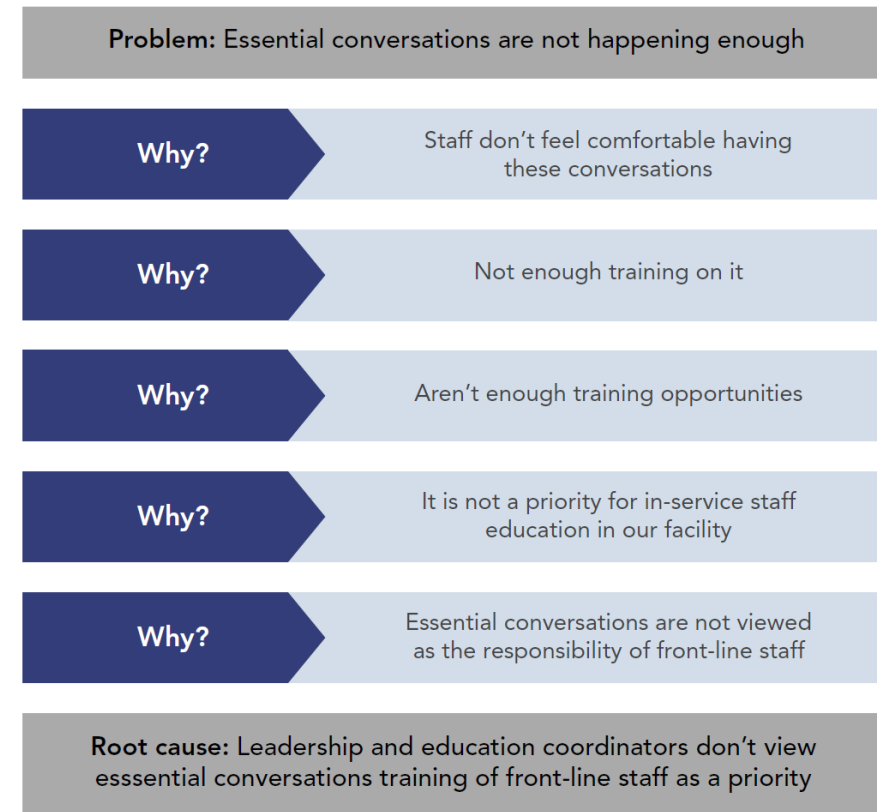 Problem: Essential conversations are not happening enough
Why?
Staff don’t feel comfortable having
these conversations
Why?
Not enough training on it
Why?
Aren’t enough training opportunities
Why?
It is not a priority for in-service staff
education in our facility
Why?
Essential conversations are not viewed
as the responsibility of front-line staff
Root cause: Leadership and education coordinators don’t view
esssential conversations training of front-line staff as a priority